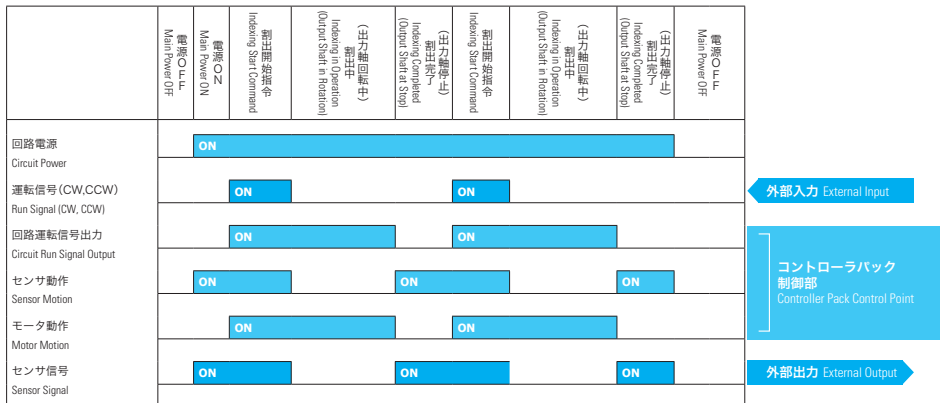 電源OFF
Main Power OFF
電源ON
Main Power ON
割出開始指令
Indexing Start Command
(出力軸回転中)
割出中
Indexing in Operation
(Output Shaft in Rotation)
(出力軸停止)
割出完了
Indexing Completed
(Output Shaft at Stop)
割出開始指令
Indexing Start Command
(出力軸回転中)
割出中
Indexing in Operation
(Output Shaft in Rotation)
(出力軸停止)
割出完了
Indexing Completed
(Output Shaft at Stop)
電源OFF
Main Power OFF
回路電源
Circuit Power
ON
運転信号(CW,CCW)
Run Signal (CW, CCW)
ON
ON
外部入力 External Input
回路運転信号出力
Circuit Run Signal Output
ON
ON
センサ動作
Sensor Motion
ON
ON
ON
コントローラパック
制御部
Controller Pack Control Point
モータ動作
Motor Motion
ON
ON
センサ信号
Sensor Signal
ON
ON
ON
外部出力 External Output